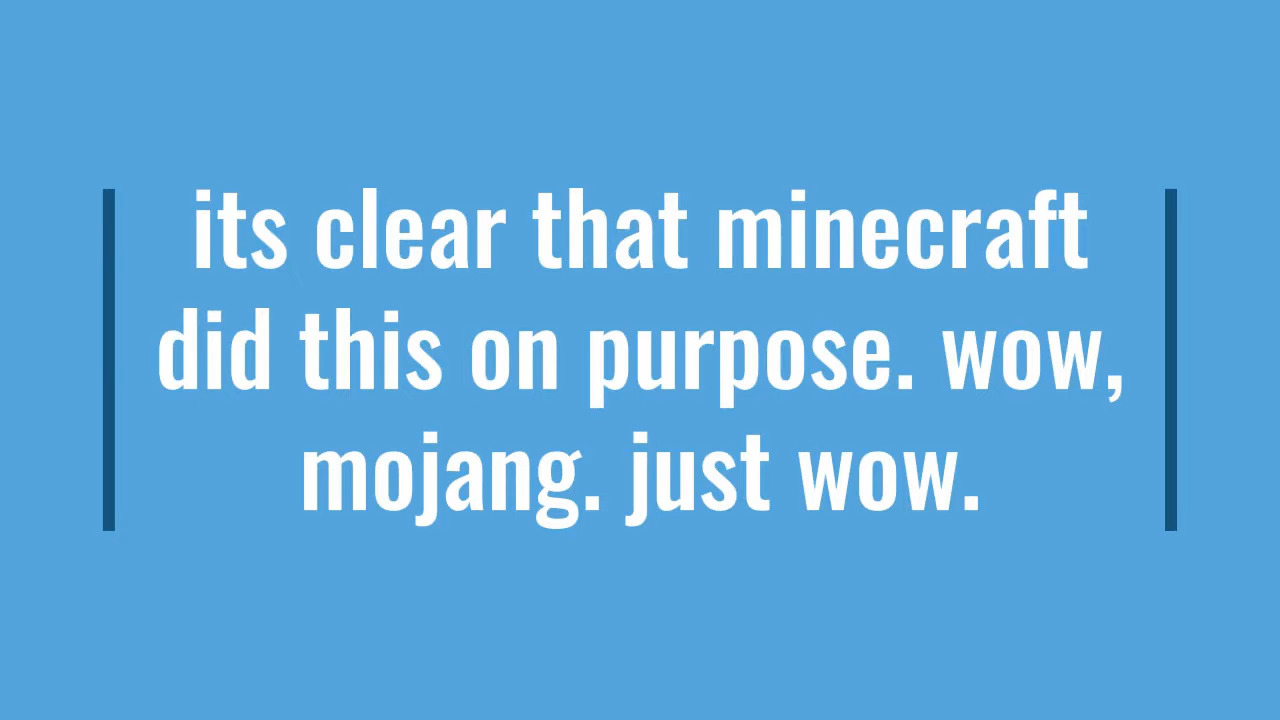 its clear that minecraft
did this on purpose. wow,
mojang. just wow.